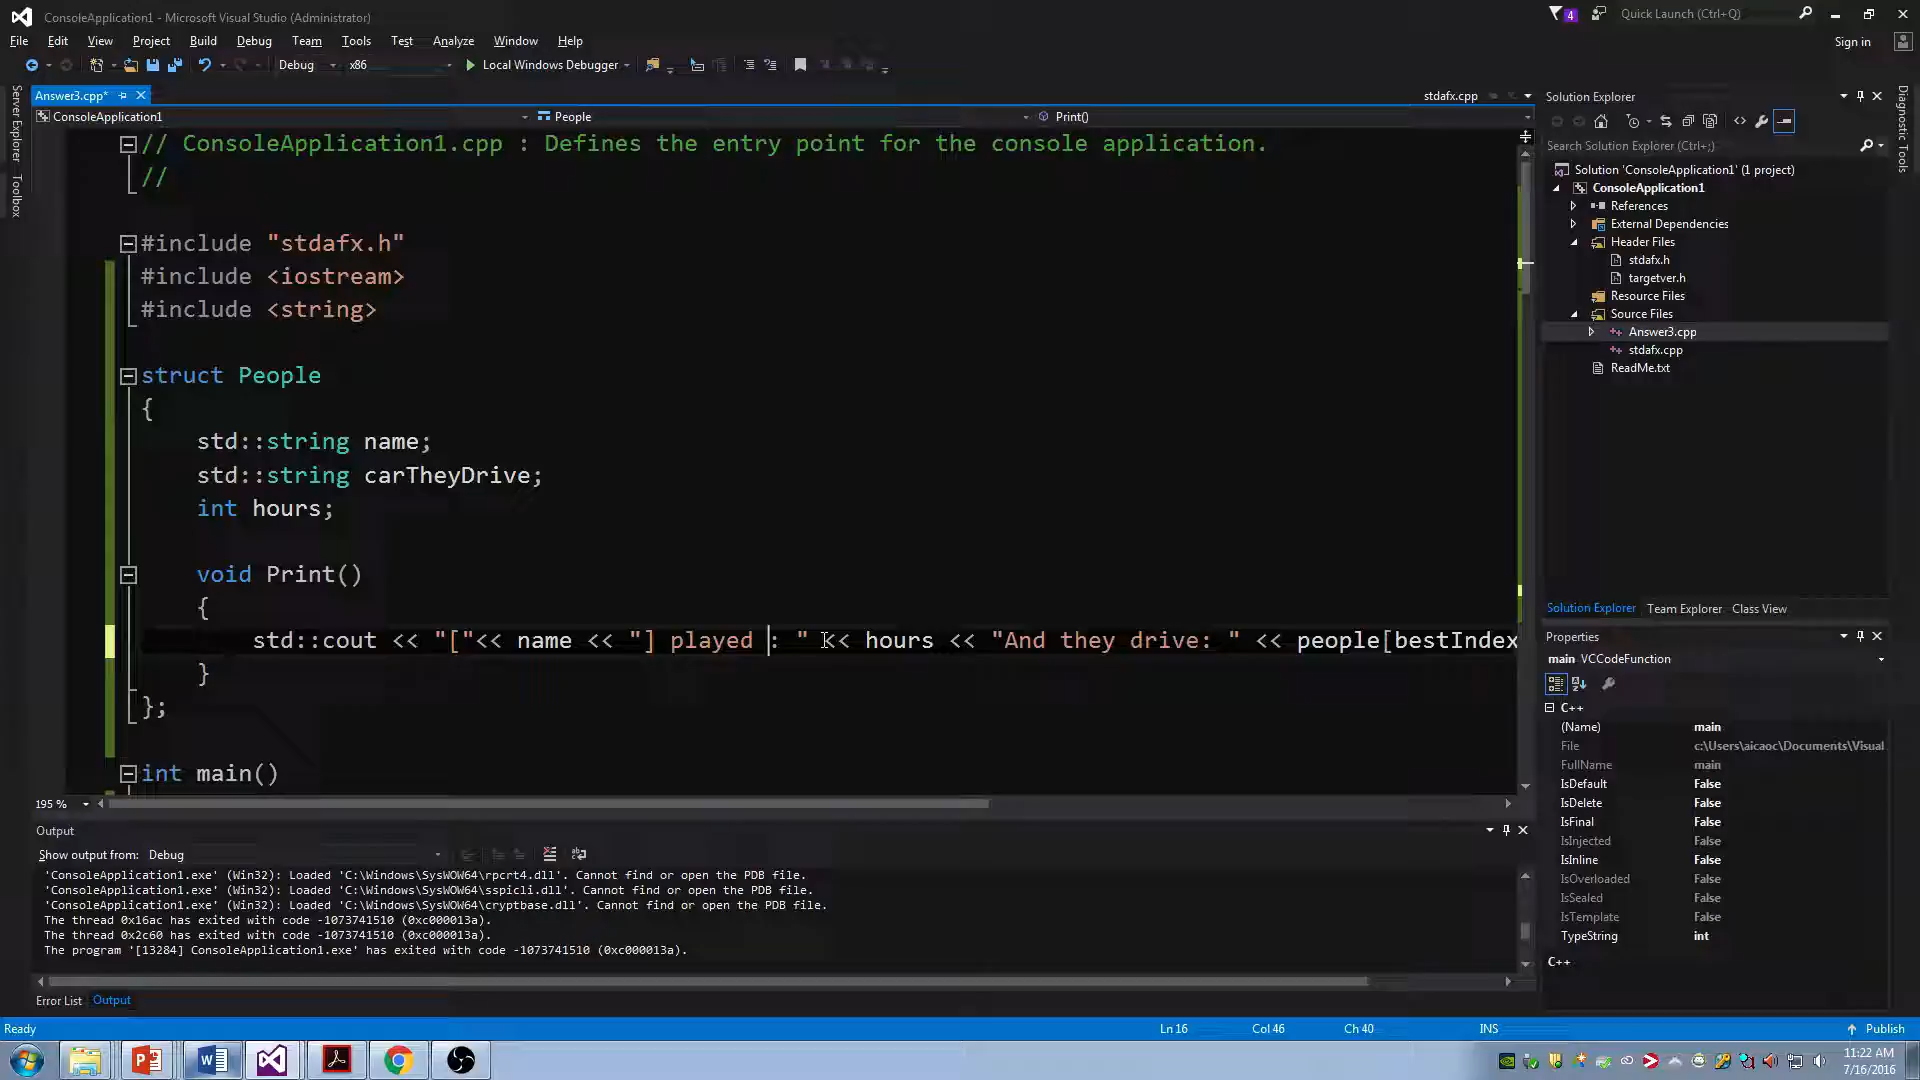 ConsoleApplication1 - Microsoft Visual Studio (Administrator)
4
Quick Launch (Ctrl+Q)
File Edit View Project Build Debug Team Tools Test Analyze Window Help
Sign in
Debug x86 Local Windows Debugger
Server Explorer
Toolbox
Answer3.cpp*
stdafx.cpp
ConsoleApplication1
People
Print()
// ConsoleApplication1.cpp : Defines the entry point for the console application.
//
#include "stdafx.h"
#include <iostream>
#include <string>
struct People
{
std::string name;
std::string carTheyDrive;
int hours;
void Print()
{
std::cout << "["<< name << "] played : " << hours << "And they drive: " << people[bestIndex
}
};
int main()
195 %
Output
Show output from: Debug
'ConsoleApplication1.exe' (Win32): Loaded 'C:\Windows\SysWOW64\rpcrt4.dll'. Cannot find or open the PDB file.
'ConsoleApplication1.exe' (Win32): Loaded 'C:\Windows\SysWOW64\sspicli.dll'. Cannot find or open the PDB file.
'ConsoleApplication1.exe' (Win32): Loaded 'C:\Windows\SysWOW64\cryptbase.dll'. Cannot find or open the PDB file.
The thread 0x16ac has exited with code -1073741510 (0xc000013a).
The thread 0x2c60 has exited with code -1073741510 (0xc000013a).
The program '[13284] ConsoleApplication1.exe' has exited with code -1073741510 (0xc000013a).
Error List Output
Solution Explorer
Search Solution Explorer (Ctrl+;)
Solution 'ConsoleApplication1' (1 project)
ConsoleApplication1
References
External Dependencies
Header Files
stdafx.h
targetver.h
Resource Files
Source Files
Answer3.cpp
stdafx.cpp
ReadMe.txt
Solution Explorer Team Explorer Class View
Properties
main VCCodeFunction
C++
(Name) main
File c:\Users\aicaoc\Documents\Visual
FullName main
IsDefault False
IsDelete False
IsFinal False
IsInjected False
IsInline False
IsOverloaded False
IsSealed False
IsTemplate False
TypeString int
C++
Diagnostic Tools
Ready
Ln 16 Col 46 Ch 40 INS
Publish
11:22 AM
7/16/2016